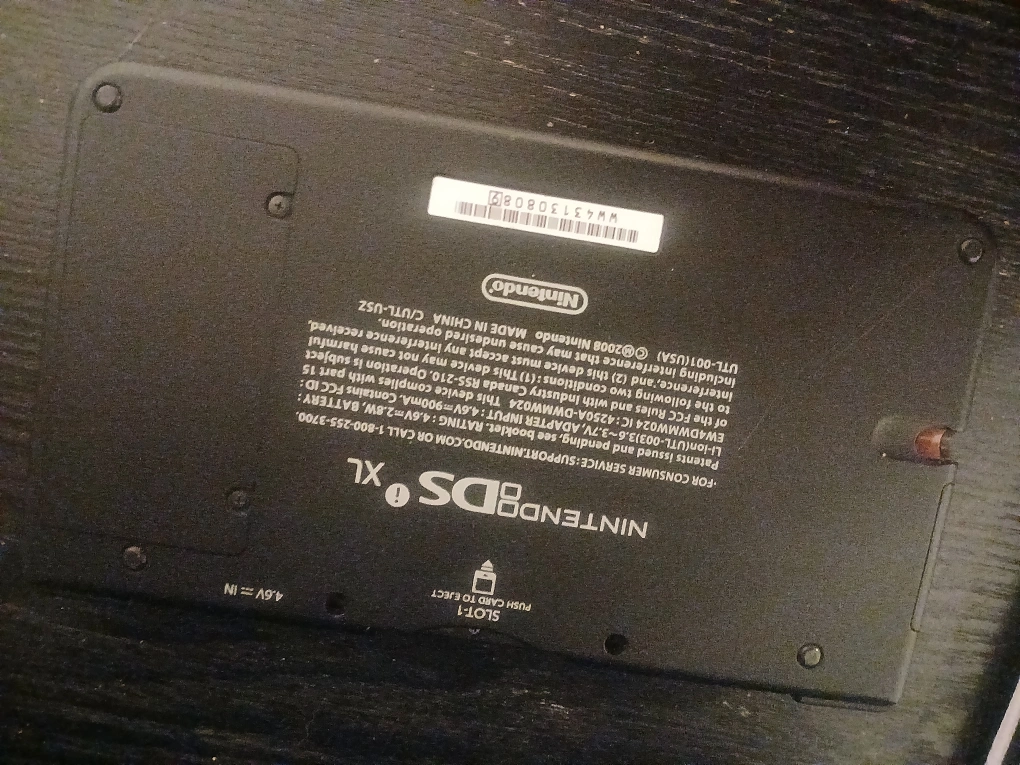 SLOT-1
PUSH CARD TO EJECT
4.6V⎓IN
NINTENDO DSi XL
•FOR CONSUMER SERVICE: SUPPORT.NINTENDO.COM OR CALL 1-800-255-3700.
Patents issued and pending, see booklet. RATING: 4.6V⎓2.8W, BATTERY:
Li-ion(UTL-003)3.6~3.7V, ADAPTER INPUT: 4.6V⎓900mA. Contains FCC ID:
EW4DWMW024 IC: 4250A-DWMW024 This device complies with part 15
of the FCC Rules and with Industry Canada RSS-210. Operation is subject
to the following two conditions: (1) This device may not cause harmful
interference, and (2) this device must accept any interference received,
including interference that may cause undesired operation.
UTL-001(USA) ©Ⓜ2008 Nintendo MADE IN CHINA C/UTL-USZ
Nintendo®
WW43130808 9